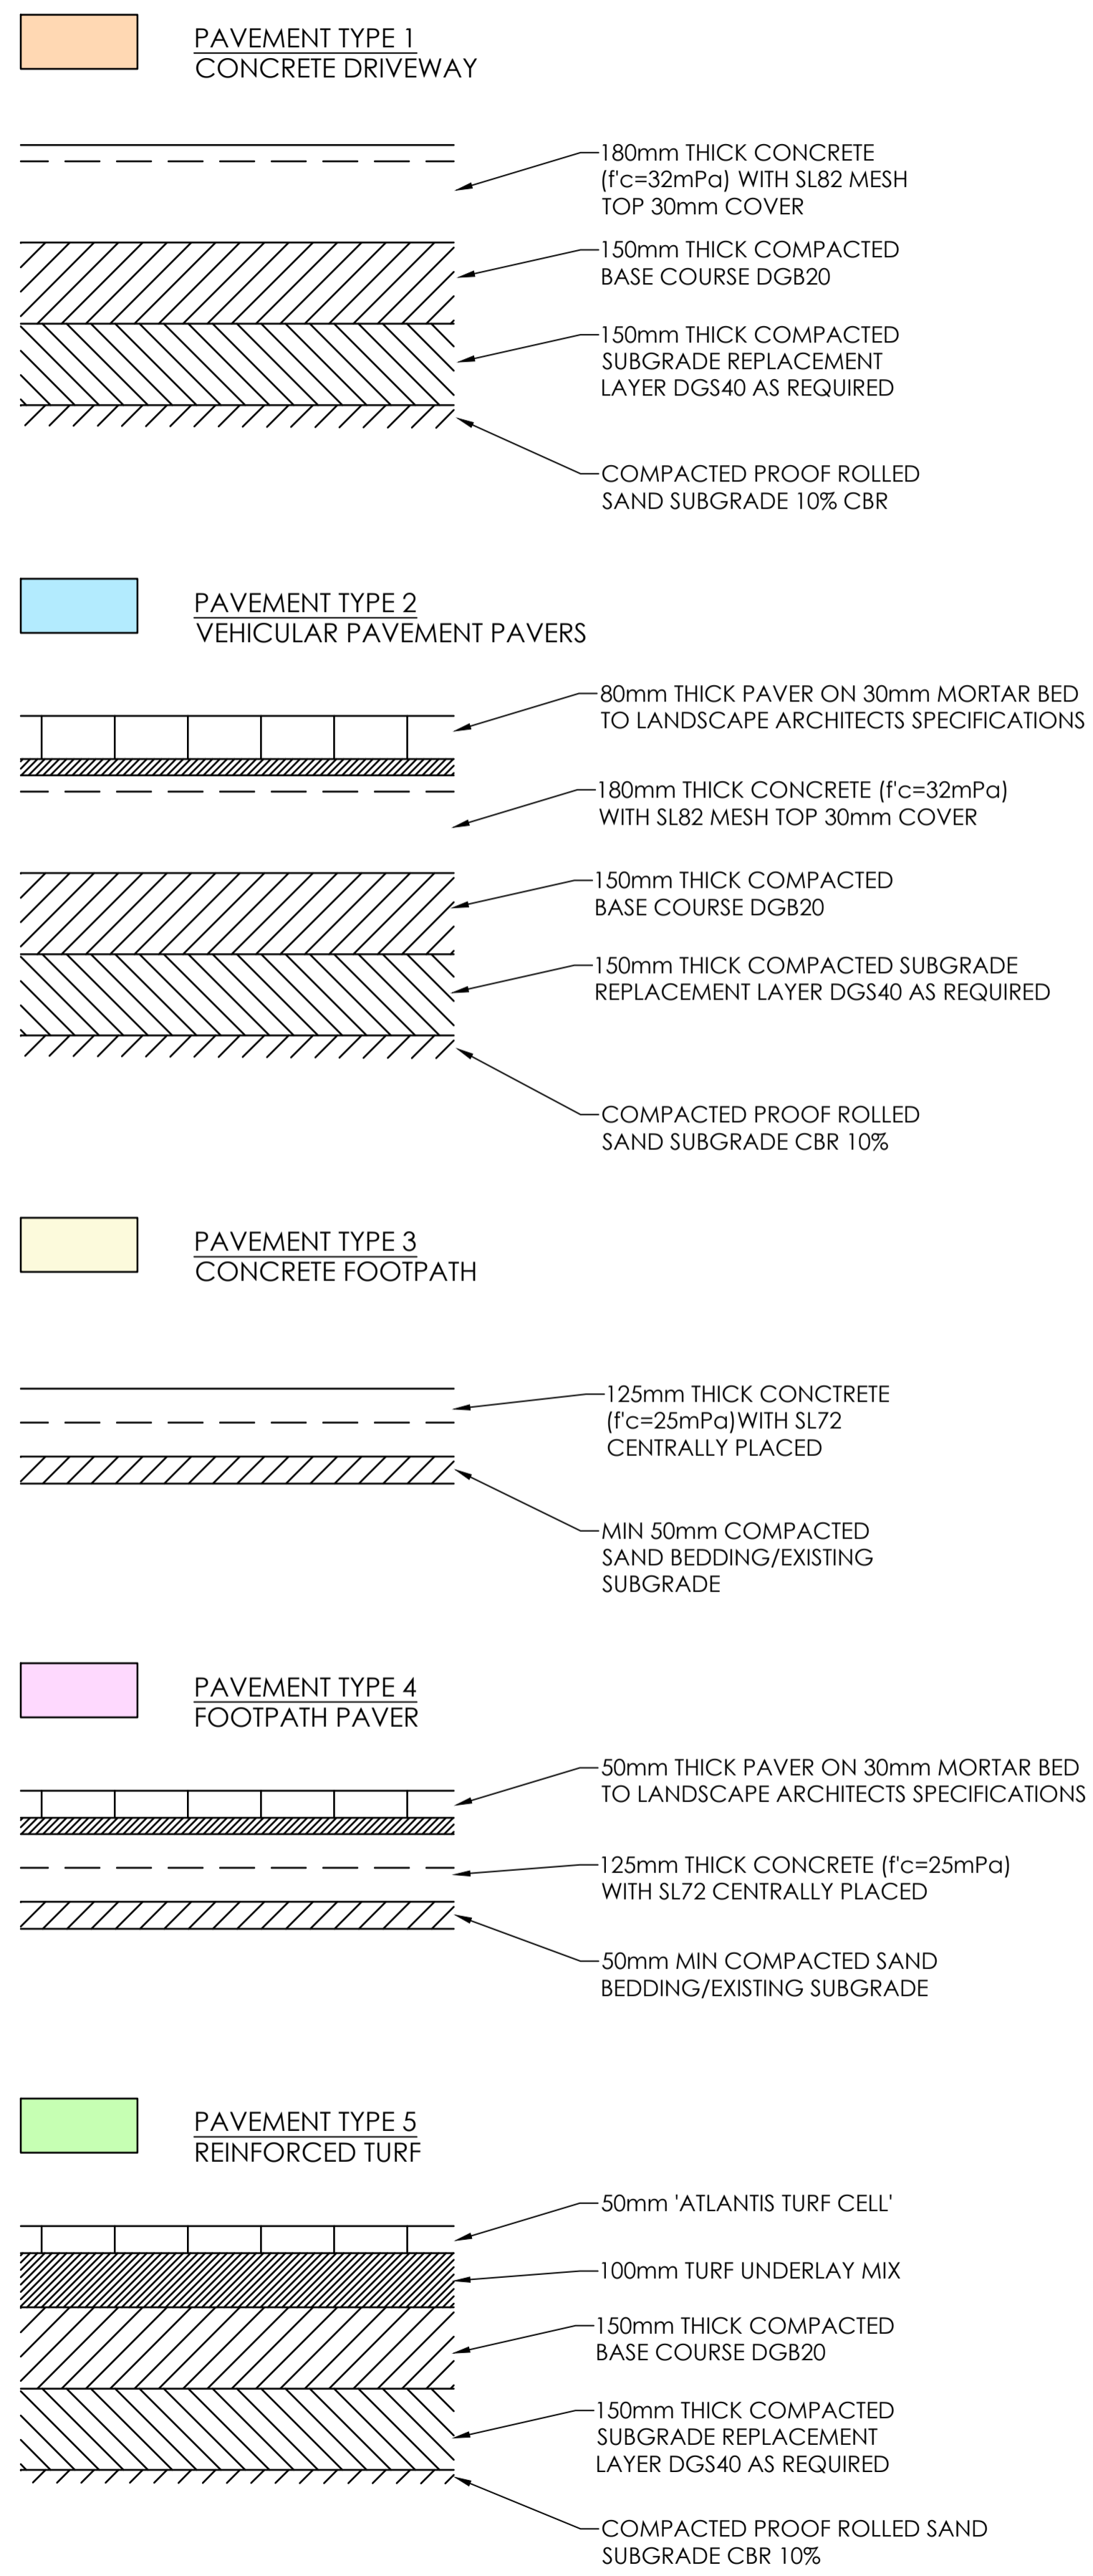 PAVEMENT TYPE 1
CONCRETE DRIVEWAY
180mm THICK CONCRETE
(f'c=32mPa) WITH SL82 MESH
TOP 30mm COVER
150mm THICK COMPACTED
BASE COURSE DGB20
150mm THICK COMPACTED
SUBGRADE REPLACEMENT
LAYER DGS40 AS REQUIRED
COMPACTED PROOF ROLLED
SAND SUBGRADE 10% CBR
PAVEMENT TYPE 2
VEHICULAR PAVEMENT PAVERS
80mm THICK PAVER ON 30mm MORTAR BED
TO LANDSCAPE ARCHITECTS SPECIFICATIONS
180mm THICK CONCRETE (f'c=32mPa)
WITH SL82 MESH TOP 30mm COVER
150mm THICK COMPACTED
BASE COURSE DGB20
150mm THICK COMPACTED SUBGRADE
REPLACEMENT LAYER DGS40 AS REQUIRED
COMPACTED PROOF ROLLED
SAND SUBGRADE CBR 10%
PAVEMENT TYPE 3
CONCRETE FOOTPATH
125mm THICK CONCTRETE
(f'c=25mPa)WITH SL72
CENTRALLY PLACED
MIN 50mm COMPACTED
SAND BEDDING/EXISTING
SUBGRADE
PAVEMENT TYPE 4
FOOTPATH PAVER
50mm THICK PAVER ON 30mm MORTAR BED
TO LANDSCAPE ARCHITECTS SPECIFICATIONS
125mm THICK CONCRETE (f'c=25mPa)
WITH SL72 CENTRALLY PLACED
50mm MIN COMPACTED SAND
BEDDING/EXISTING SUBGRADE
PAVEMENT TYPE 5
REINFORCED TURF
50mm 'ATLANTIS TURF CELL'
100mm TURF UNDERLAY MIX
150mm THICK COMPACTED
BASE COURSE DGB20
150mm THICK COMPACTED
SUBGRADE REPLACEMENT
LAYER DGS40 AS REQUIRED
COMPACTED PROOF ROLLED SAND
SUBGRADE CBR 10%